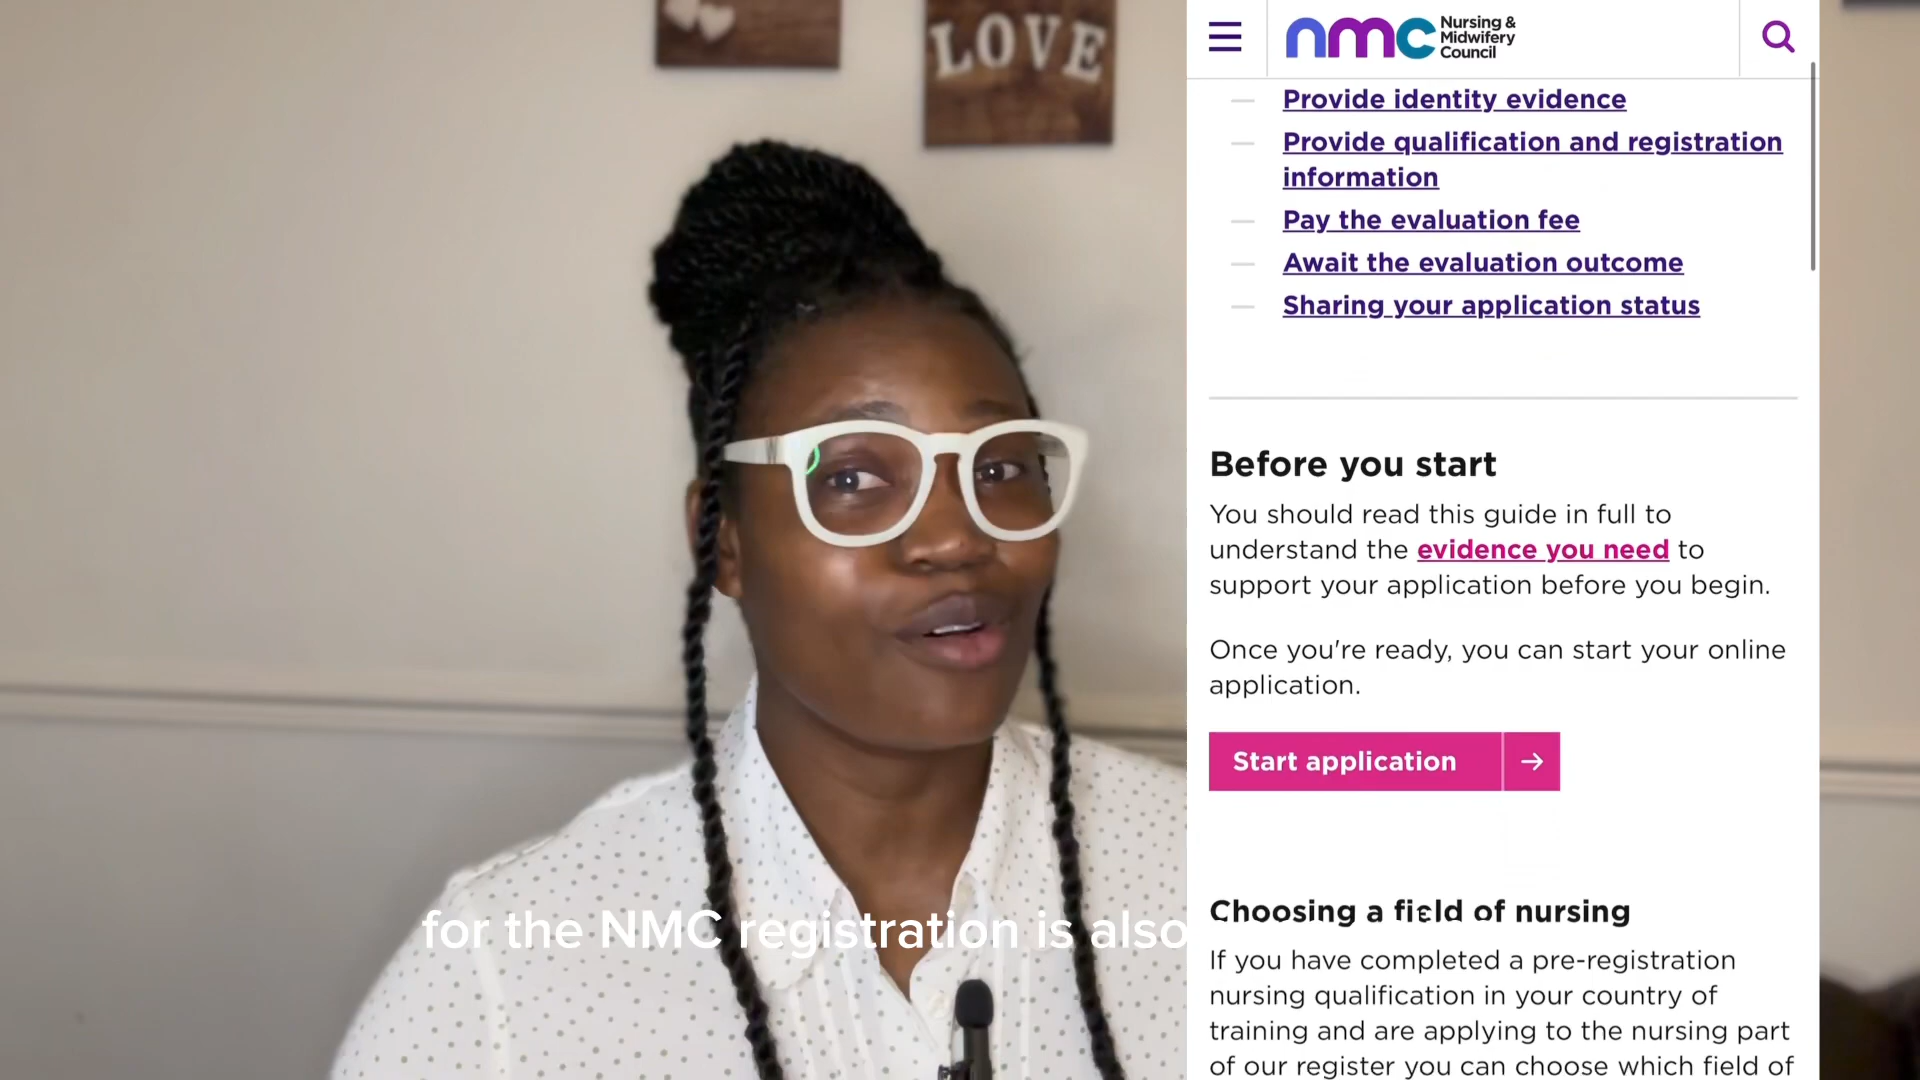 LOVE
nmc Nursing &
Midwifery
Council
Provide identity evidence
Provide qualification and registration
information
Pay the evaluation fee
Await the evaluation outcome
Sharing your application status
Before you start
You should read this guide in full to
understand the evidence you need to
support your application before you begin.
Once you're ready, you can start your online
application.
Start application
Choosing a field of nursing
If you have completed a pre-registration
nursing qualification in your country of
training and are applying to the nursing part
of our register you can choose which field of
for the NMC registration is also